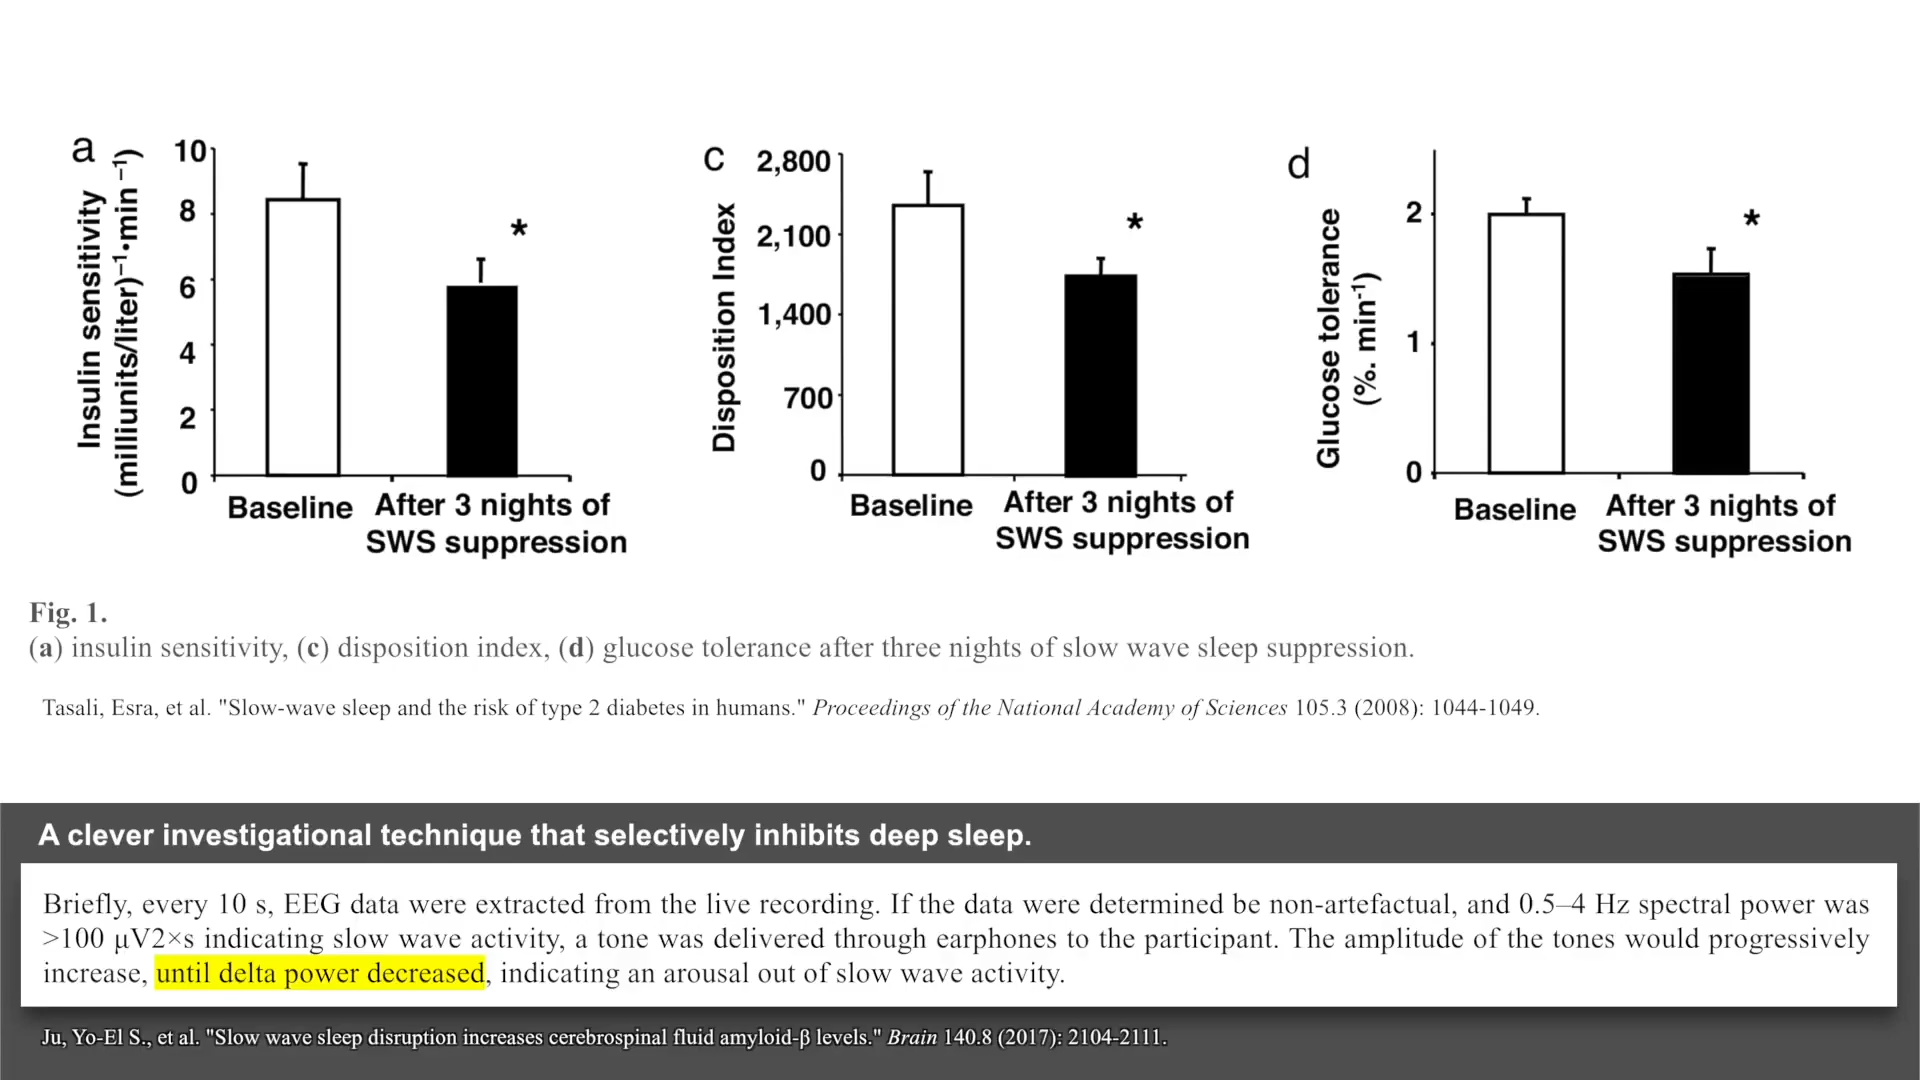 a
Insulin sensitivity
(milliunits/liter)⁻¹•min⁻¹)
10
8
6
4
2
0
Baseline
After 3 nights of
SWS suppression
*
c
Disposition Index
2,800
2,100
1,400
700
0
Baseline
After 3 nights of
SWS suppression
*
d
Glucose tolerance
(%. min⁻¹)
2
1
0
Baseline
After 3 nights of
SWS suppression
*
Fig. 1.
(a) insulin sensitivity, (c) disposition index, (d) glucose tolerance after three nights of slow wave sleep suppression.
Tasali, Esra, et al. "Slow-wave sleep and the risk of type 2 diabetes in humans." Proceedings of the National Academy of Sciences 105.3 (2008): 1044-1049.
A clever investigational technique that selectively inhibits deep sleep.
Briefly, every 10 s, EEG data were extracted from the live recording. If the data were determined be non-artefactual, and 0.5–4 Hz spectral power was
>100 μV2×s indicating slow wave activity, a tone was delivered through earphones to the participant. The amplitude of the tones would progressively
increase, until delta power decreased, indicating an arousal out of slow wave activity.
Ju, Yo-El S., et al. "Slow wave sleep disruption increases cerebrospinal fluid amyloid-β levels." Brain 140.8 (2017): 2104-2111.